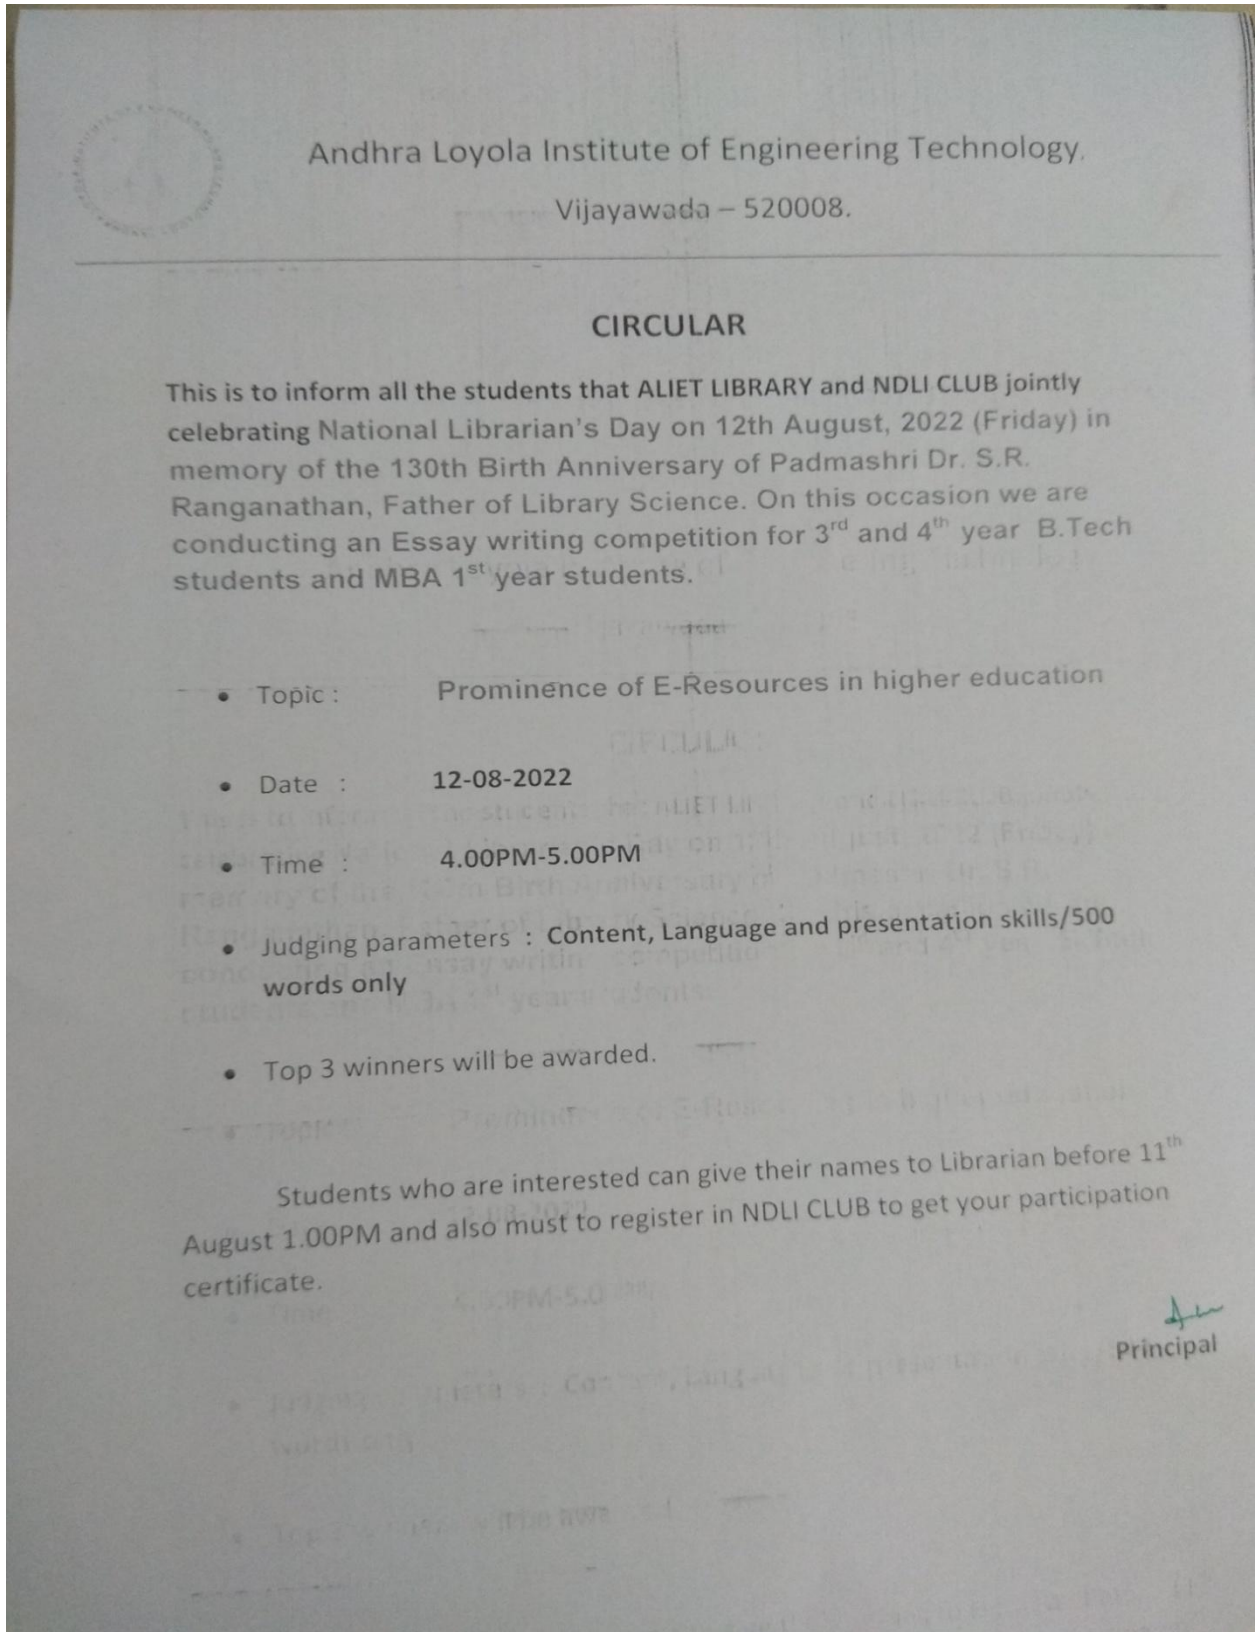 Andhra Loyola Institute of Engineering Technology.
Vijayawada – 520008.
CIRCULAR
This is to inform all the students that ALIET LIBRARY and NDLI CLUB jointly
celebrating National Librarian's Day on 12th August, 2022 (Friday) in
memory of the 130th Birth Anniversary of Padmashri Dr. S.R.
Ranganathan, Father of Library Science. On this occasion we are
conducting an Essay writing competition for 3rd and 4th year B.Tech
students and MBA 1st year students.
• Topic : Prominence of E-Resources in higher education
• Date : 12-08-2022
• Time : 4.00PM-5.00PM
• Judging parameters : Content, Language and presentation skills/500
words only
• Top 3 winners will be awarded.
Students who are interested can give their names to Librarian before 11th
August 1.00PM and also must to register in NDLI CLUB to get your participation
certificate.
Principal